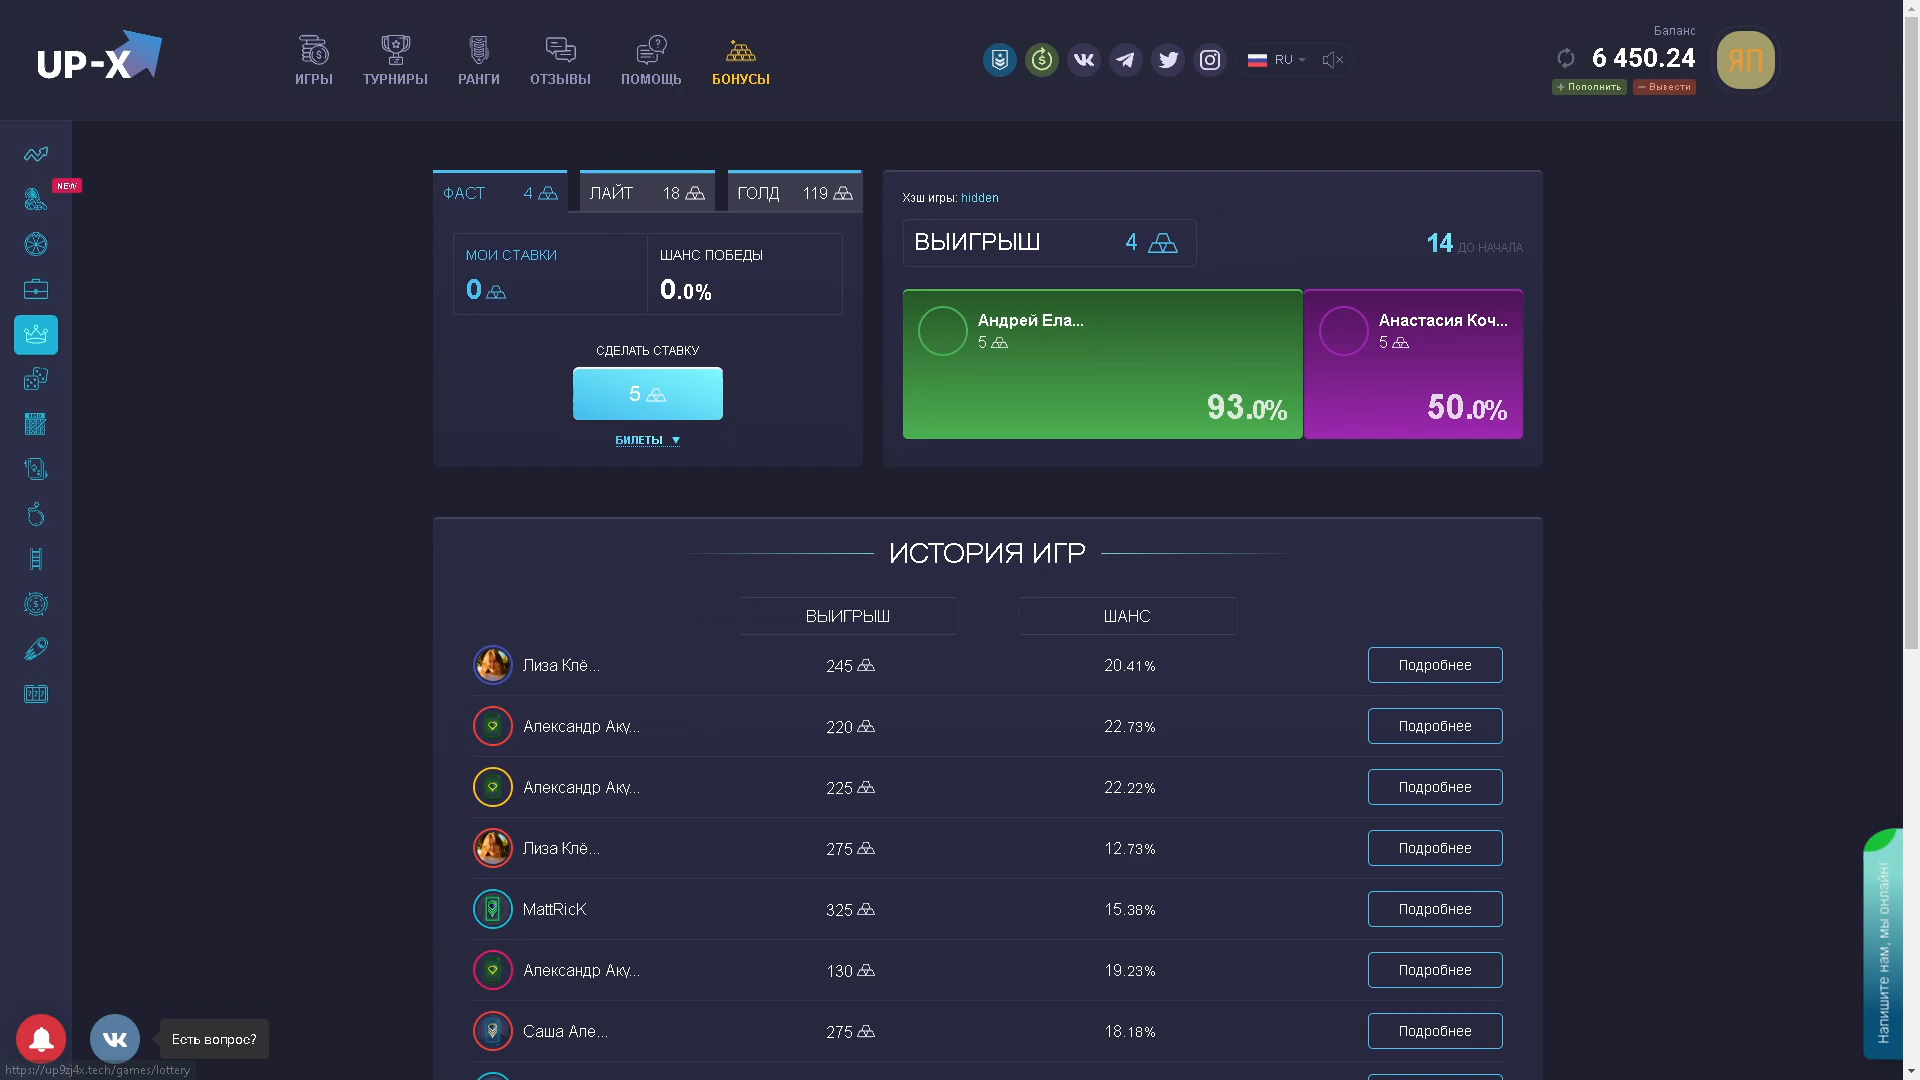 UP-X
ИГРЫ
ТУРНИРЫ
РАНГИ
ОТЗЫВЫ
ПОМОЩЬ
БОНУСЫ
RU
Баланс
6 450.24
+ Пополнить
− Вывести
ЯП
NEW
ФАСТ 4
ЛАЙТ 18
ГОЛД 119
МОИ СТАВКИ
0
ШАНС ПОБЕДЫ
0.0%
СДЕЛАТЬ СТАВКУ
5
БИЛЕТЫ ▼
Хэш игры: hidden
ВЫИГРЫШ 4
14 ДО НАЧАЛА
Андрей Ела...
5
93.0%
Анастасия Коч...
5
50.0%
ИСТОРИЯ ИГР
ВЫИГРЫШ ШАНС
Лиза Клё... 245 20.41% Подробнее
Александр Аку... 220 22.73% Подробнее
Александр Аку... 225 22.22% Подробнее
Лиза Клё... 275 12.73% Подробнее
MattRicK 325 15.38% Подробнее
Александр Аку... 130 19.23% Подробнее
Саша Але... 275 18.18% Подробнее
Напишите нам, мы онлайн!
Есть вопрос?
https://up9zj4x.tech/games/lottery